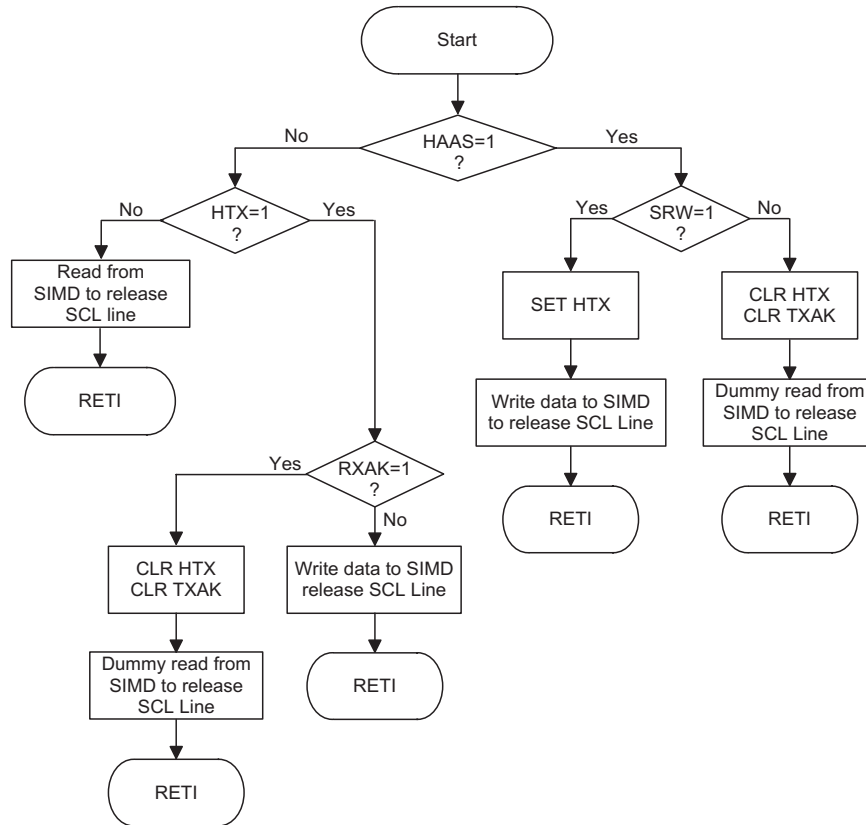 Start
HAAS=1
?
No
Yes
HTX=1
?
No
Yes
SRW=1
?
Yes
No
Read from
SIMD to release
SCL line
RETI
SET HTX
CLR HTX
CLR TXAK
Write data to SIMD
to release SCL Line
Dummy read from
SIMD to release
SCL Line
RETI
RETI
RXAK=1
?
Yes
No
CLR HTX
CLR TXAK
Write data to SIMD
release SCL Line
Dummy read from
SIMD to release
SCL Line
RETI
RETI